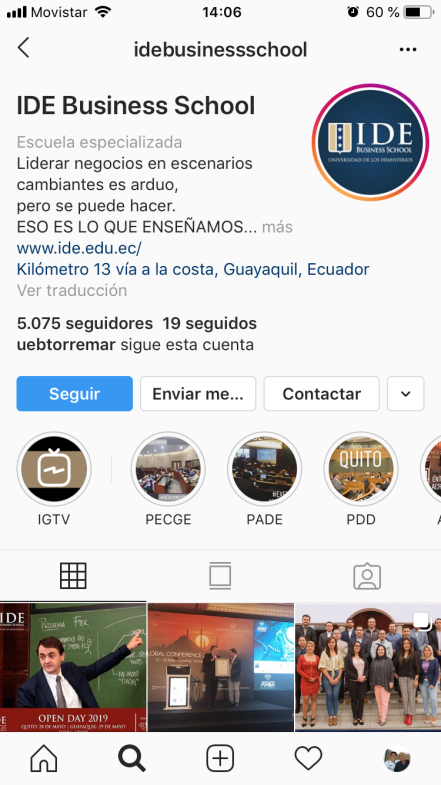 Movistar 14:06 60 %
idebusinessschool
IDE Business School
IDE
BUSINESS SCHOOL
UNIVERSIDAD DE LOS HEMISFERIOS
Escuela especializada
Liderar negocios en escenarios
cambiantes es arduo,
pero se puede hacer.
ESO ES LO QUE ENSEÑAMOS... más
www.ide.edu.ec/
Kilómetro 13 vía a la costa, Guayaquil, Ecuador
Ver traducción
5.075 seguidores 19 seguidos
uebtorremar sigue esta cuenta
Seguir Enviar me... Contactar
QUITO
IGTV PECGE PADE PDD
IDE
OPEN DAY 2019
QUITO: 28 DE MAYO | GUAYAQUIL: 29 DE MAYO
GLOBAL CONFERENCE